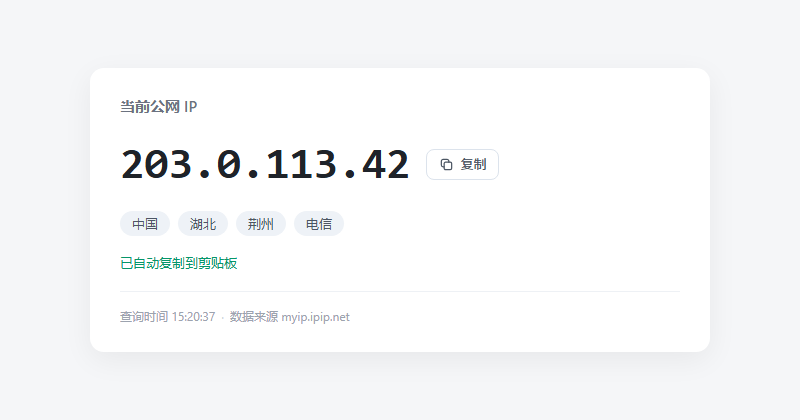 当前公网 IP
203.0.113.42 复制
中国 湖北 荆州 电信
已自动复制到剪贴板
查询时间 15:20:37 · 数据来源 myip.ipip.net